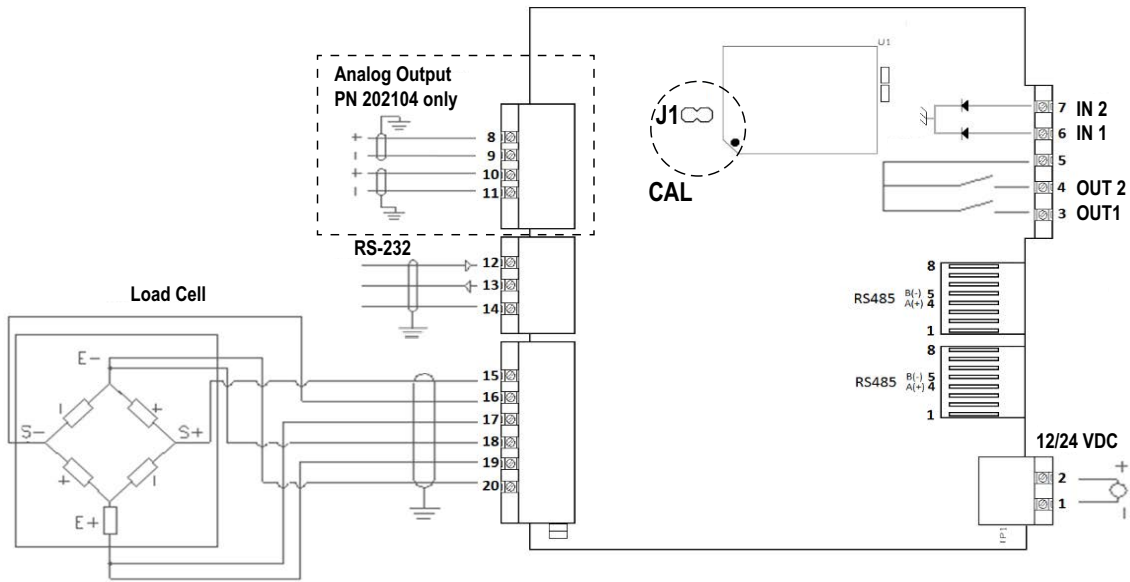 Analog Output
PN 202104 only
+
8
-
9
+
10
-
11
RS-232
12
13
14
Load Cell
E-
S-
S+
E+
-
+
+
-
15
16
17
18
19
20
U1
J1
CAL
7 IN 2
6 IN 1
5
4 OUT 2
3 OUT1
8
RS485 B(-) 5
A(+) 4
1
8
RS485 B(-) 5
A(+) 4
1
12/24 VDC
2 +
1 -
IP1